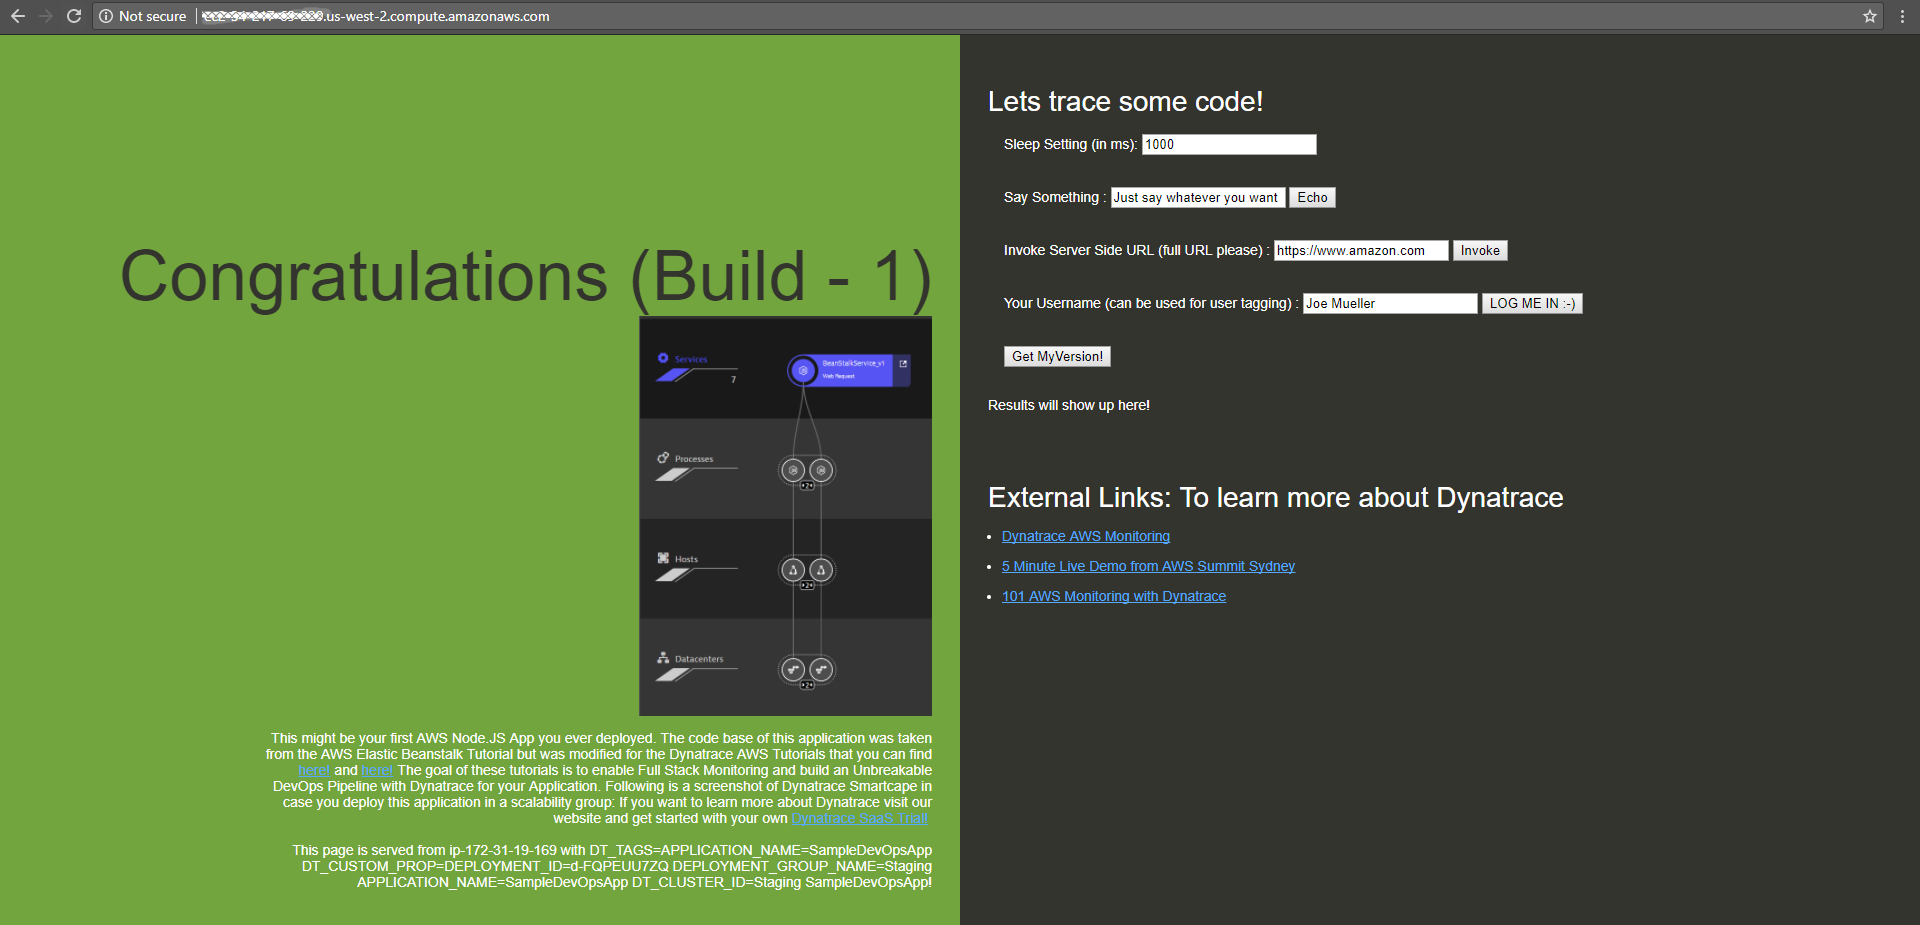 Not secure
.us-west-2.compute.amazonaws.com
Congratulations (Build - 1)
Services
7
BeanStalkService_v1
Web Request
Processes
2
Hosts
2
Datacenters
2
This might be your first AWS Node.JS App you ever deployed. The code base of this application was taken
from the AWS Elastic Beanstalk Tutorial but was modified for the Dynatrace AWS Tutorials that you can find
here! and here! The goal of these tutorials is to enable Full Stack Monitoring and build an Unbreakable
DevOps Pipeline with Dynatrace for your Application. Following is a screenshot of Dynatrace Smartcape in
case you deploy this application in a scalability group: If you want to learn more about Dynatrace visit our
website and get started with your own Dynatrace SaaS Trial!
This page is served from ip-172-31-19-169 with DT_TAGS=APPLICATION_NAME=SampleDevOpsApp
DT_CUSTOM_PROP=DEPLOYMENT_ID=d-FQPEUU7ZQ DEPLOYMENT_GROUP_NAME=Staging
APPLICATION_NAME=SampleDevOpsApp DT_CLUSTER_ID=Staging SampleDevOpsApp!
Lets trace some code!
Sleep Setting (in ms): 1000
Say Something : Just say whatever you want Echo
Invoke Server Side URL (full URL please) : https://www.amazon.com Invoke
Your Username (can be used for user tagging) : Joe Mueller LOG ME IN :-)
Get MyVersion!
Results will show up here!
External Links: To learn more about Dynatrace
Dynatrace AWS Monitoring
5 Minute Live Demo from AWS Summit Sydney
101 AWS Monitoring with Dynatrace